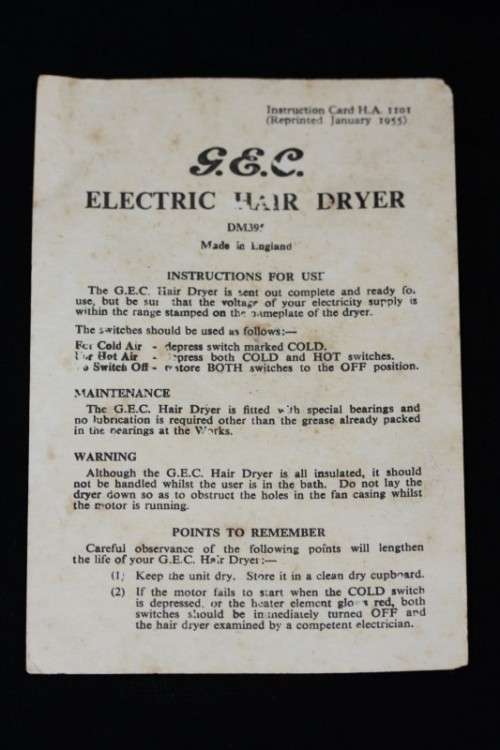 Instruction Card H.A. 1101
(Reprinted January 1955)
G.E.C.
ELECTRIC HAIR DRYER
DM395
Made in England
INSTRUCTIONS FOR USE
The G.E.C. Hair Dryer is sent out complete and ready for
use, but be sure that the voltage of your electricity supply is
within the range stamped on the nameplate of the dryer.
The switches should be used as follows:—
For Cold Air - depress switch marked COLD.
For Hot Air - depress both COLD and HOT switches.
To Switch Off - restore BOTH switches to the OFF position.
MAINTENANCE
The G.E.C. Hair Dryer is fitted with special bearings and
no lubrication is required other than the grease already packed
in the bearings at the Works.
WARNING
Although the G.E.C. Hair Dryer is all insulated, it should
not be handled whilst the user is in the bath. Do not lay the
dryer down so as to obstruct the holes in the fan casing whilst
the motor is running.
POINTS TO REMEMBER
Careful observance of the following points will lengthen
the life of your G.E.C. Hair Dryer:—
(1) Keep the unit dry. Store it in a clean dry cupboard.
(2) If the motor fails to start when the COLD switch
is depressed, or the heater element glows red, both
switches should be immediately turned OFF and
the hair dryer examined by a competent electrician.